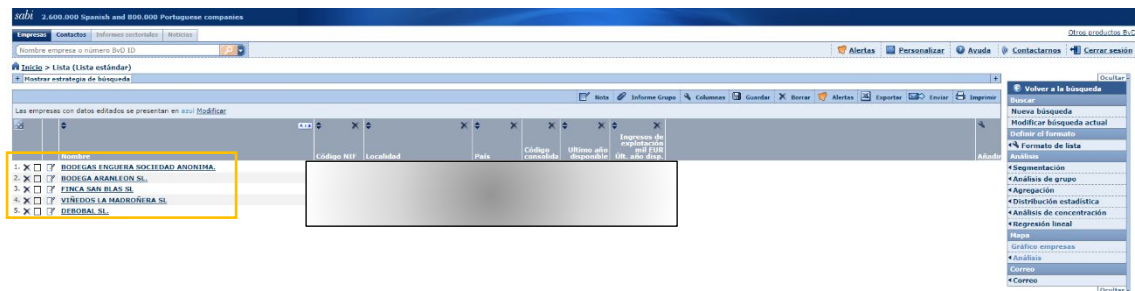 sabi 2.600.000 Spanish and 800.000 Portuguese companies
Empresas Contactos Informes sectoriales Noticias
Otros productos BvD
Nombre empresa o número BvD ID
Alertas Personalizar Ayuda Contactarnos Cerrar sesión
Inicio > Lista (Lista estándar)
+ Mostrar estrategia de búsqueda +
Nota Informe Grupo Columnas Guardar Borrar Alertas Exportar Enviar Imprimir
Las empresas con datos editados se presentan en azul Modificar
Nombre Código NIF Localidad País Código consolida Ultimo año disponible Ingresos de explotación mil EUR Últ. año disp. Añadir
1. BODEGAS ENGUERA SOCIEDAD ANONIMA.
2. BODEGA ARANLEON SL.
3. FINCA SAN BLAS SL
4. VIÑEDOS LA MADROÑERA SL
5. DEBOBAL SL.
Ocultar
Volver a la búsqueda
Buscar
Nueva búsqueda
Modificar búsqueda actual
Definir el formato
Formato de lista
Análisis
Segmentación
Análisis de grupo
Agregación
Distribución estadística
Análisis de concentración
Regresión lineal
Mapa
Gráfico empresas
Análisis
Correo
Correo
Ocultar